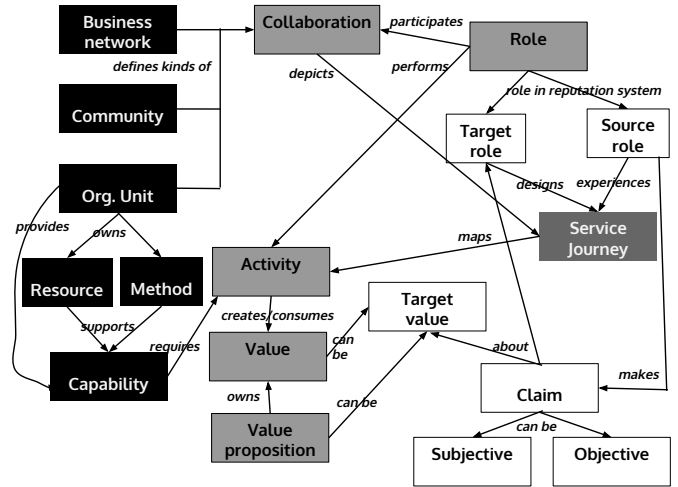 Business
network
Collaboration
participates
Role
defines kinds of
depicts
performs
role in reputation system
Community
Target
role
Source
role
Org. Unit
designs
experiences
provides
owns
maps
Service
Journey
Activity
Resource
Method
Target
value
creates/consumes
supports
requires
Value
can
be
about
Capability
makes
Claim
owns
can be
Value
proposition
can be
Subjective
Objective